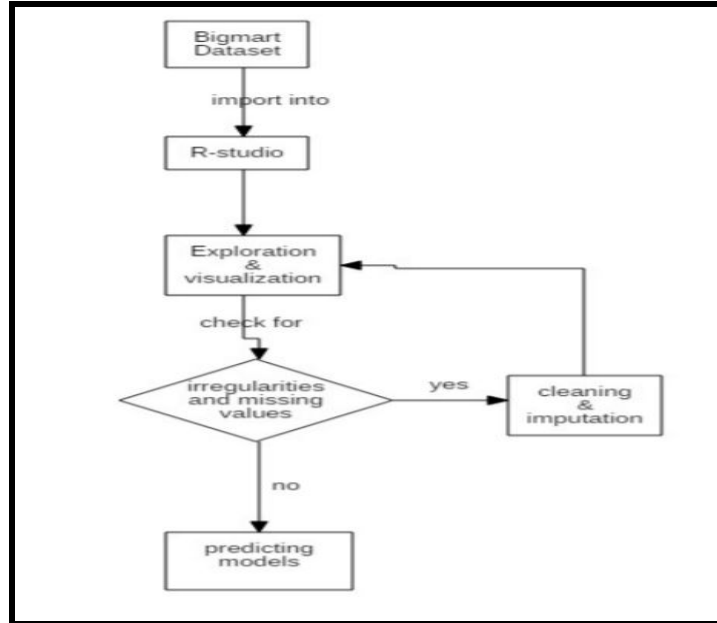 Bigmart
Dataset
import into
R-studio
Exploration
&
visualization
check for
irregularities
and missing
values
yes
cleaning
&
imputation
no
predicting
models